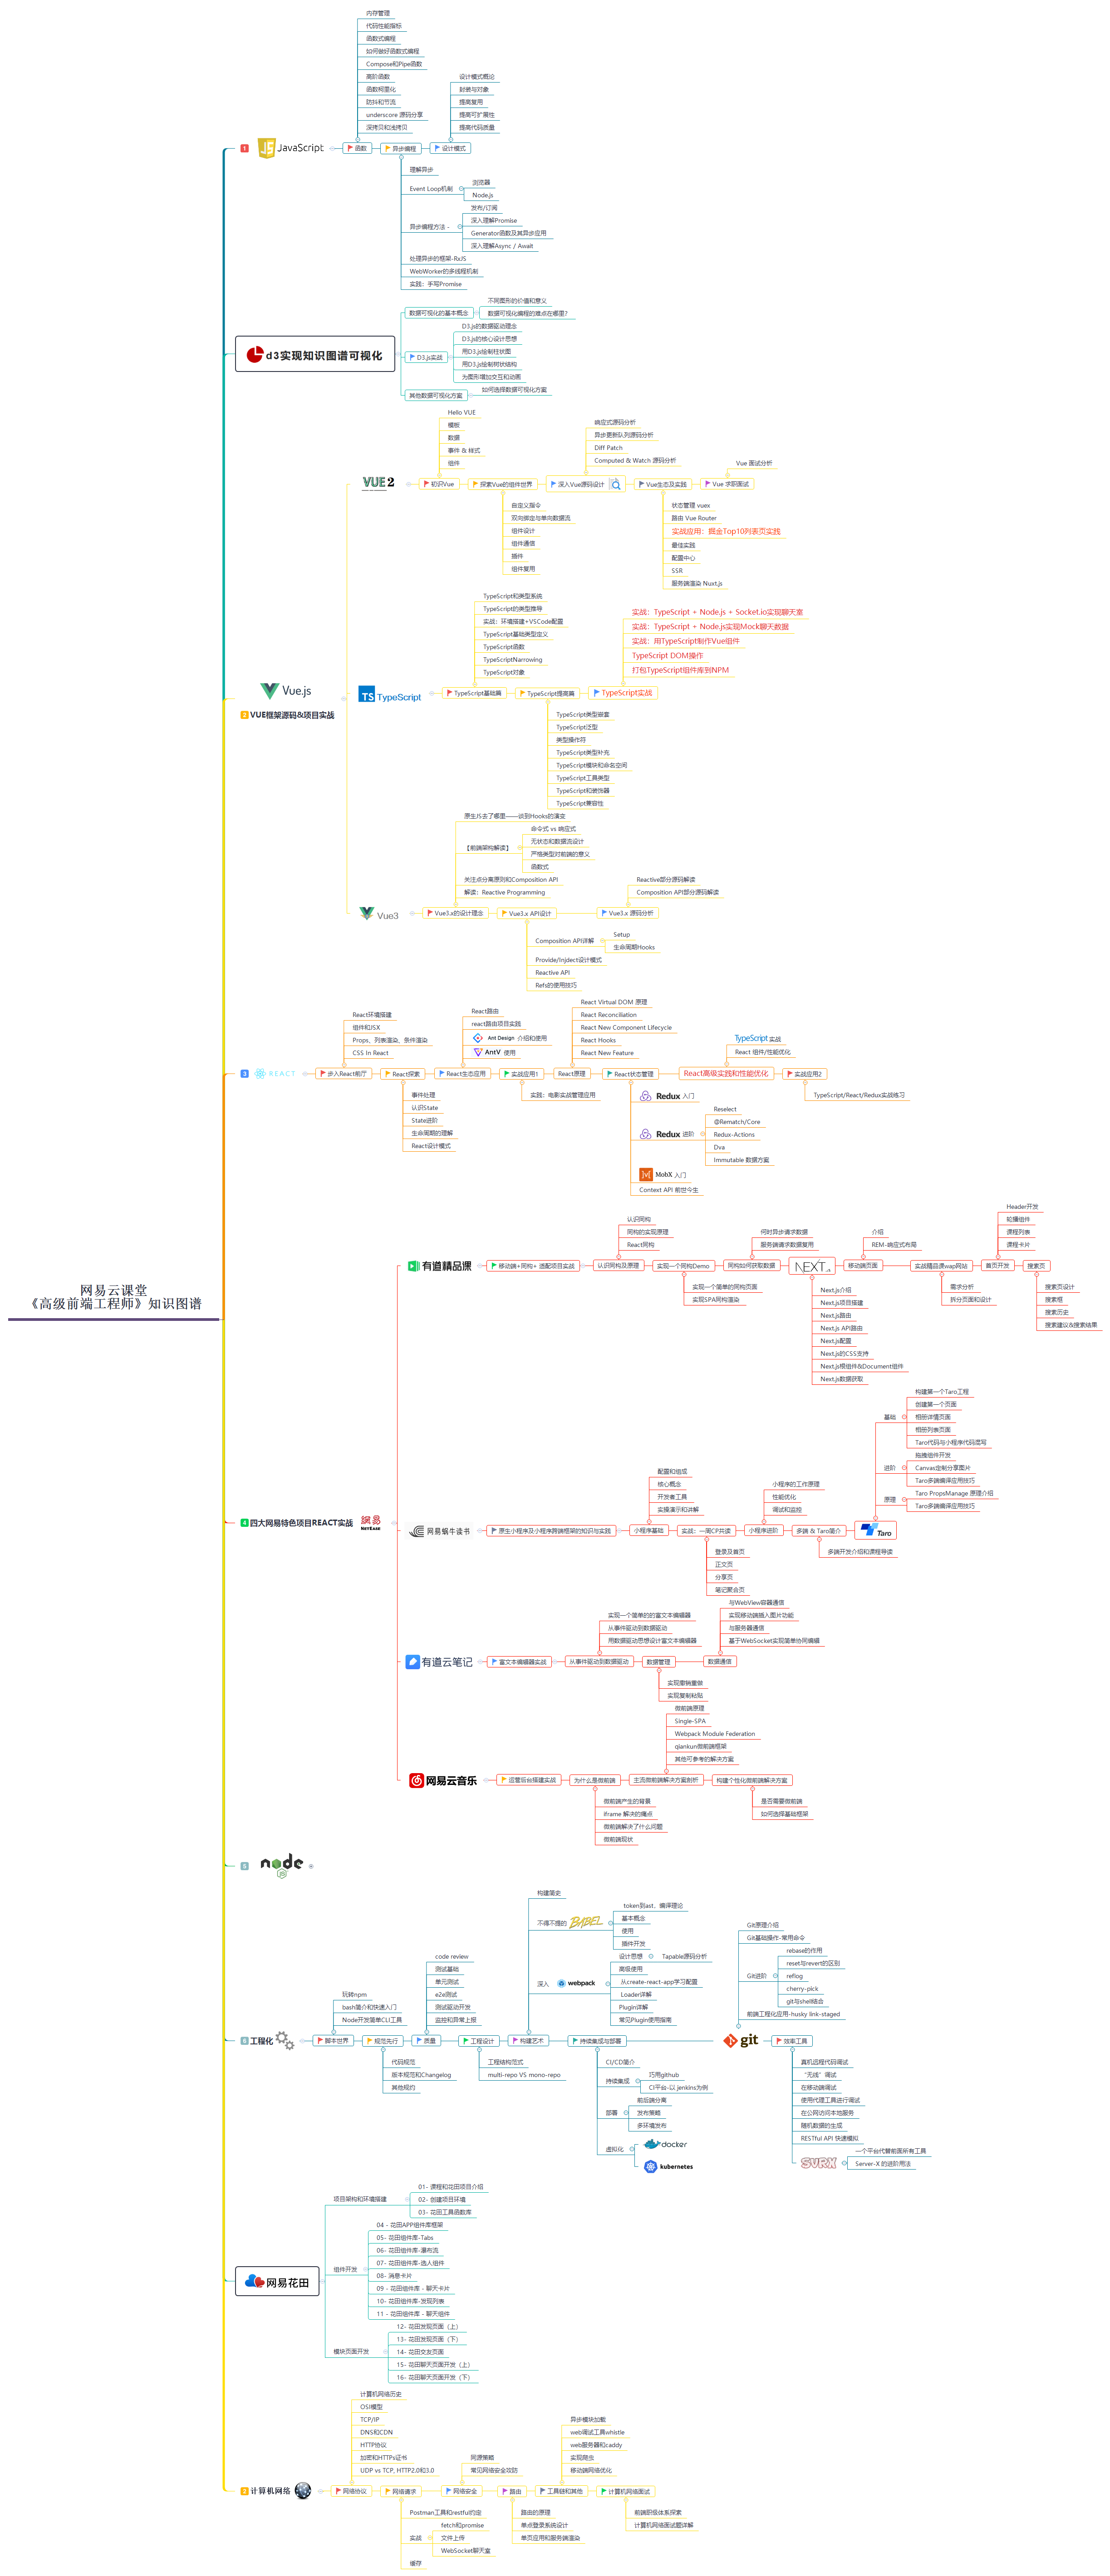 网易云课堂
《高级前端工程师》知识图谱
1
JS JavaScript
函数
内存管理
代码性能指标
函数式编程
如何做好函数式编程
Compose和Pipe函数
高阶函数
函数柯里化
防抖和节流
underscore 源码分享
深拷贝和浅拷贝
异步编程
理解异步
Event Loop机制
浏览器
Node.js
异步编程方法 -
发布/订阅
深入理解Promise
Generator函数及其异步应用
深入理解Async / Await
处理异步的框架-RxJS
WebWorker的多线程机制
实践：手写Promise
设计模式
设计模式概论
封装与对象
提高复用
提高可扩展性
提高代码质量
d3实现知识图谱可视化
数据可视化的基本概念
不同图形的价值和意义
数据可视化编程的难点在哪里?
D3.js实战
D3.js的数据驱动理念
D3.js的核心设计思想
用D3.js绘制柱状图
用D3.js绘制树状结构
为图形增加交互和动画
其他数据可视化方案
如何选择数据可视化方案
Vue.js
2 VUE框架源码&项目实战
VUE 2
初识Vue
Hello VUE
模板
数据
事件 & 样式
组件
探索Vue的组件世界
自定义指令
双向绑定与单向数据流
组件设计
组件通信
插件
组件复用
深入Vue源码设计
响应式源码分析
异步更新队列源码分析
Diff Patch
Computed & Watch 源码分析
Vue生态及实践
状态管理 vuex
路由 Vue Router
实战应用：掘金Top10列表页实践
最佳实践
配置中心
SSR
服务端渲染 Nuxt.js
Vue 求职面试
Vue 面试分析
TS TypeScript
TypeScript基础篇
TypeScript和类型系统
TypeScript的类型推导
实战：环境搭建+VSCode配置
TypeScript基础类型定义
TypeScript函数
TypeScriptNarrowing
TypeScript对象
TypeScript提高篇
TypeScript类型嵌套
TypeScript泛型
类型操作符
TypeScript类型补充
TypeScript模块和命名空间
TypeScript工具类型
TypeScript和装饰器
TypeScript兼容性
TypeScript实战
实战：TypeScript + Node.js + Socket.io实现聊天室
实战：TypeScript + Node.js实现Mock聊天数据
实战：用TypeScript制作Vue组件
TypeScript DOM操作
打包TypeScript组件库到NPM
Vue3
Vue3.x的设计理念
原生JS去了哪里——谈到Hooks的演变
【前端架构解读】
命令式 vs 响应式
无状态和数据流设计
严格类型对前端的意义
函数式
关注点分离原则和Composition API
解读：Reactive Programming
Vue3.x API设计
Composition API详解
Setup
生命周期Hooks
Provide/Injdect设计模式
Reactive API
Refs的使用技巧
Vue3.x 源码分析
Reactive部分源码解读
Composition API部分源码解读
3
REACT
步入React前厅
React环境搭建
组件和JSX
Props、列表渲染、条件渲染
CSS In React
React探索
事件处理
认识State
State进阶
生命周期的理解
React设计模式
React生态应用
React路由
react路由项目实践
Ant Design 介绍和使用
AntV 使用
实战应用1
实践：电影实战管理应用
React原理
React Virtual DOM 原理
React Reconciliation
React New Component Lifecycle
React Hooks
React New Feature
React状态管理
Redux 入门
Redux 进阶
Reselect
@Rematch/Core
Redux-Actions
Dva
Immutable 数据方案
MobX 入门
Context API 前世今生
React高级实践和性能优化
TypeScript 实战
React 组件/性能优化
实战应用2
TypeScript/React/Redux实战练习
4 四大网易特色项目REACT实战
網易 NETEASE
有道精品课
移动端+同构+ 适配项目实战
认识同构及原理
认识同构
同构的实现原理
React同构
实现一个同构Demo
实现一个简单的同构页面
实现SPA同构渲染
同构如何获取数据
何时异步请求数据
服务端请求数据复用
NEXT.JS
Next.js介绍
Next.js项目搭建
Next.js路由
Next.js API路由
Next.js配置
Next.js的CSS支持
Next.js根组件&Document组件
Next.js数据获取
移动端页面
介绍
REM-响应式布局
实战精品课wap网站
需求分析
拆分页面和设计
首页开发
Header开发
轮播组件
课程列表
课程卡片
搜索页
搜索页设计
搜索框
搜索历史
搜索建议&搜索结果
网易蜗牛读书
原生小程序及小程序跨端框架的知识与实践
小程序基础
配置和组成
核心概念
开发者工具
实操演示和讲解
实战：一周CP共读
登录及首页
正文页
分享页
笔记聚合页
小程序进阶
小程序的工作原理
性能优化
调试和监控
多端 & Taro简介
多端开发介绍和课程导读
Taro
基础
构建第一个Taro工程
创建第一个页面
相册详情页面
相册列表页面
Taro代码与小程序代码混写
进阶
拖拽组件开发
Canvas定制分享图片
Taro多端编译应用技巧
原理
Taro PropsManage 原理介绍
Taro多端编译应用技巧
有道云笔记
富文本编辑器实战
从事件驱动到数据驱动
实现一个简单的的富文本编辑器
从事件驱动到数据驱动
用数据驱动思想设计富文本编辑器
数据管理
实现撤销重做
实现复制粘贴
数据通信
与WebView容器通信
实现移动端插入图片功能
与服务器通信
基于WebSocket实现简单协同编辑
网易云音乐
运营后台搭建实战
为什么是微前端
微前端产生的背景
iframe 解决的痛点
微前端解决了什么问题
微前端现状
主流微前端解决方案剖析
微前端原理
Single-SPA
Webpack Module Federation
qiankun微前端框架
其他可参考的解决方案
构建个性化微前端解决方案
是否需要微前端
如何选择基础框架
5
node JS
6 工程化
脚本世界
玩转npm
bash简介和快速入门
Node开发简单CLI工具
规范先行
代码规范
版本规范和Changelog
其他规约
质量
code review
测试基础
单元测试
e2e测试
测试驱动开发
监控和异常上报
工程设计
工程结构范式
multi-repo VS mono-repo
构建艺术
构建简史
不得不提的 BABEL
token到ast、编译理论
基本概念
使用
插件开发
深入 webpack
设计思想
Tapable源码分析
高级使用
从create-react-app学习配置
Loader详解
Plugin详解
常见Plugin使用指南
持续集成与部署
CI/CD简介
持续集成
巧用github
CI平台-以 jenkins为例
部署
前后端分离
发布策略
多环境发布
虚拟化
docker
kubernetes
git
Git原理介绍
Git基础操作-常用命令
Git进阶
rebase的作用
reset与revert的区别
reflog
cherry-pick
git与shell结合
前端工程化应用-husky link-staged
效率工具
真机远程代码调试
“无线”调试
在移动端调试
使用代理工具进行调试
在公网访问本地服务
随机数据的生成
RESTful API 快速模拟
SVRX
一个平台代替前面所有工具
Server-X 的进阶用法
网易花田
项目架构和环境搭建
01- 课程和花田项目介绍
02- 创建项目环境
03- 花田工具函数库
组件开发
04 - 花田APP组件库框架
05- 花田组件库-Tabs
06- 花田组件库-瀑布流
07- 花田组件库-选人组件
08- 消息卡片
09 - 花田组件库 - 聊天卡片
10- 花田组件库-发现列表
11 - 花田组件库 - 聊天组件
模块页面开发
12- 花田发现页面（上）
13- 花田发现页面（下）
14- 花田交友页面
15- 花田聊天页面开发（上）
16- 花田聊天页面开发（下）
2 计算机网络
网络协议
计算机网络历史
OSI模型
TCP/IP
DNS和CDN
HTTP协议
加密和HTTPs证书
UDP vs TCP, HTTP2.0和3.0
网络请求
Postman工具和restful约定
实战
fetch和promise
文件上传
WebSocket聊天室
缓存
网络安全
同源策略
常见网络安全攻防
路由
路由的原理
单点登录系统设计
单页应用和服务端渲染
工具链和其他
异步模块加载
web调试工具whistle
web服务器和caddy
实现爬虫
移动端网络优化
计算机网络面试
前端职级体系探索
计算机网络面试题详解